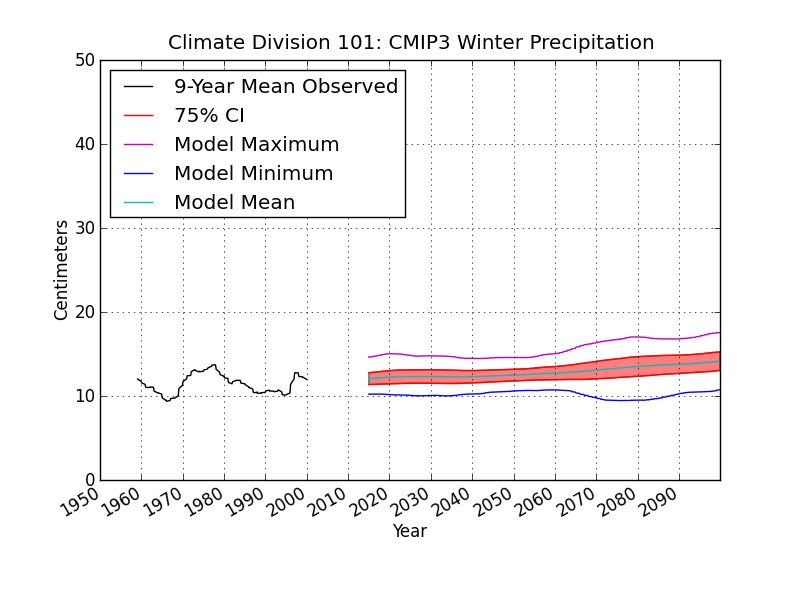 Climate Division 101: CMIP3 Winter Precipitation
50
40
30
20
10
0
Centimeters
9-Year Mean Observed
75% CI
Model Maximum
Model Minimum
Model Mean
1950
1960
1970
1980
1990
2000
2010
2020
2030
2040
2050
2060
2070
2080
2090
Year